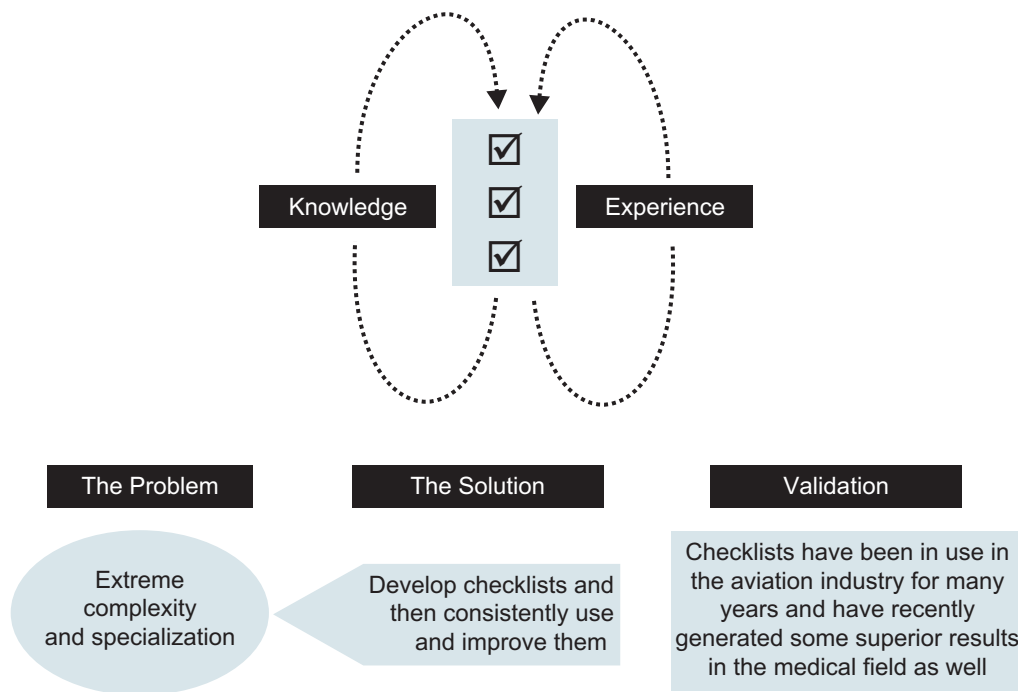 Knowledge
Experience
The Problem
The Solution
Validation
Extreme
complexity
and specialization
Develop checklists and
then consistently use
and improve them
Checklists have been in use in
the aviation industry for many
years and have recently
generated some superior results
in the medical field as well